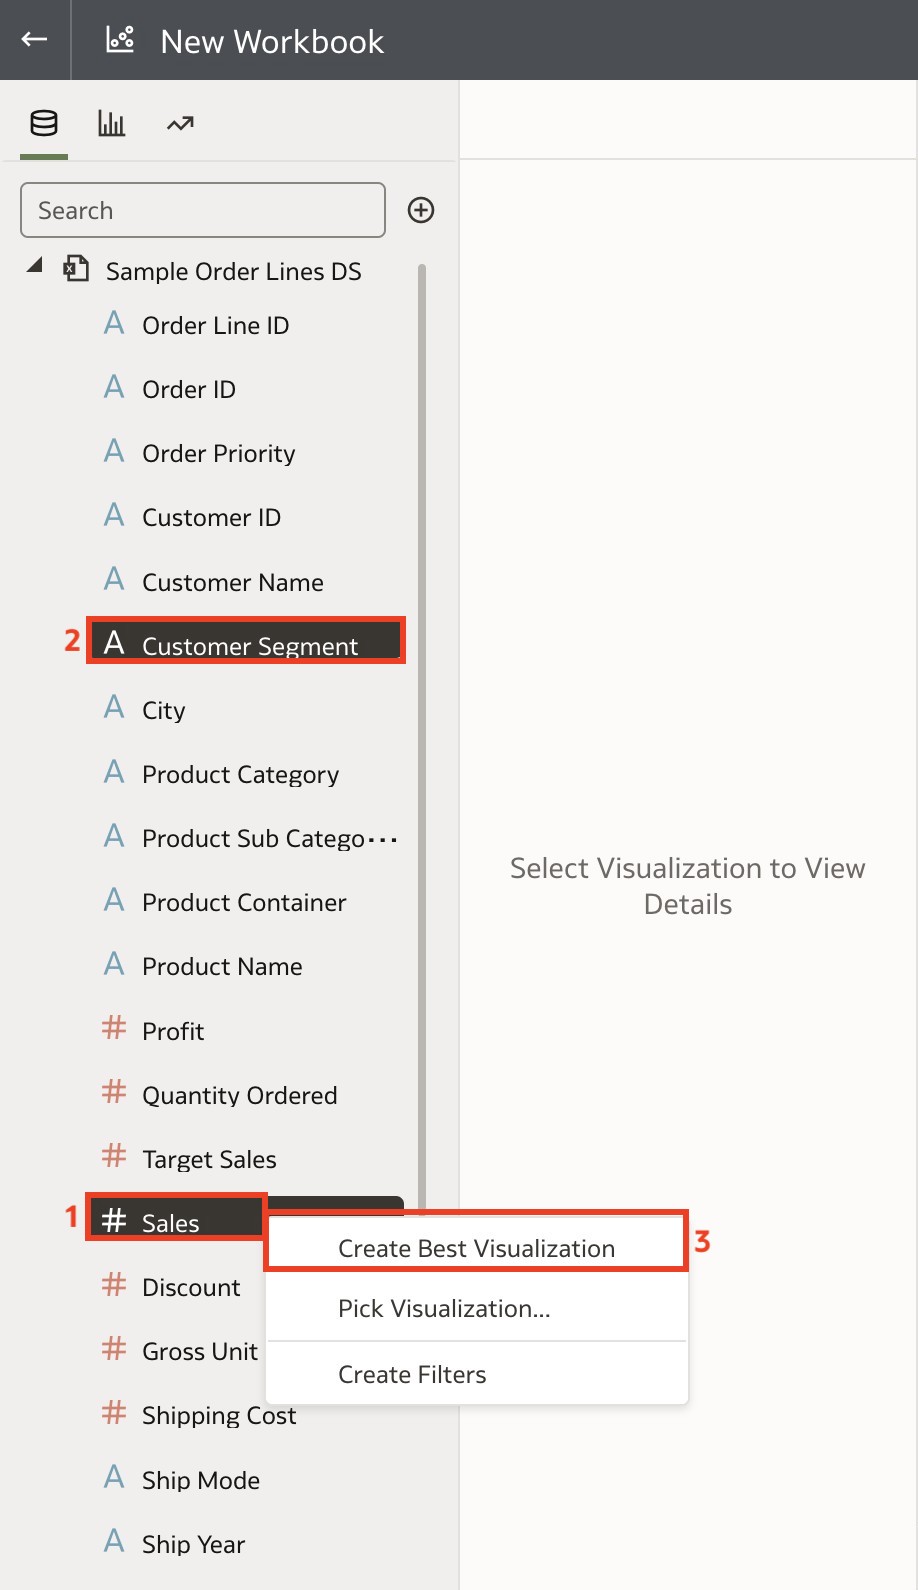 New Workbook
Search
Sample Order Lines DS
A Order Line ID
A Order ID
A Order Priority
A Customer ID
A Customer Name
2 A Customer Segment
A City
A Product Category
A Product Sub Catego...
A Product Container
A Product Name
# Profit
# Quantity Ordered
# Target Sales
1 # Sales
Create Best Visualization 3
# Discount
Pick Visualization...
# Gross Unit
Create Filters
# Shipping Cost
A Ship Mode
A Ship Year
Select Visualization to View
Details